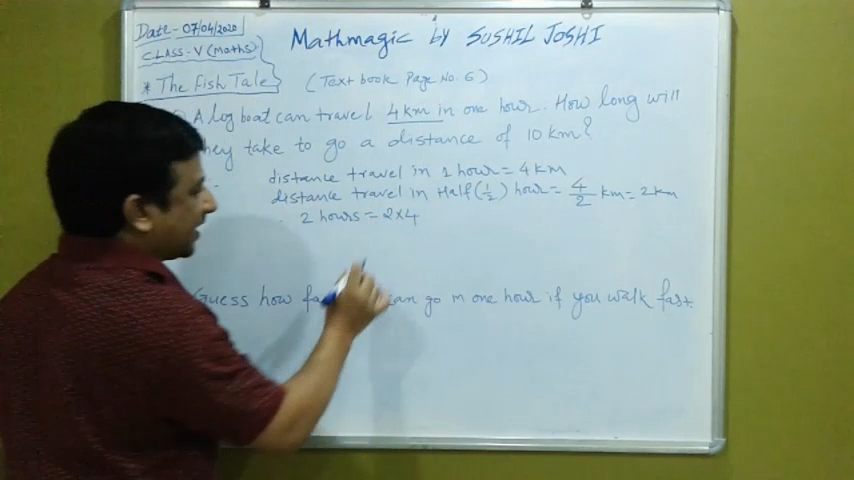 Date - 07/04/2020
CLASS-V (Maths)
Mathmagic by SUSHIL JOSHI
* The Fish Tale (Text book Page No. 6)
A log boat can travel 4 km in one hour. How long will
they take to go a distance of 10 km?
distance travel in 1 hour = 4 KM
distance travel in Half (1/2) hour = 4/2 KM = 2 KM
2 hours = 2×4
Guess how can go in one hour if you walk fast.